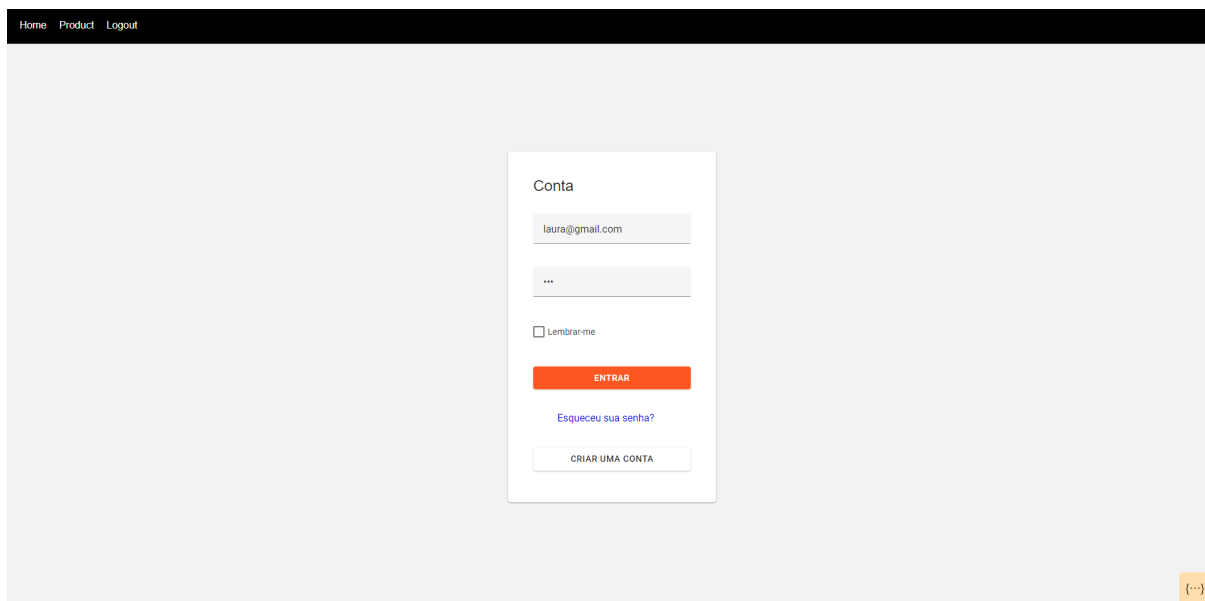 Home Product Logout
Conta
laura@gmail.com
•••
Lembrar-me
ENTRAR
Esqueceu sua senha?
CRIAR UMA CONTA
{···}